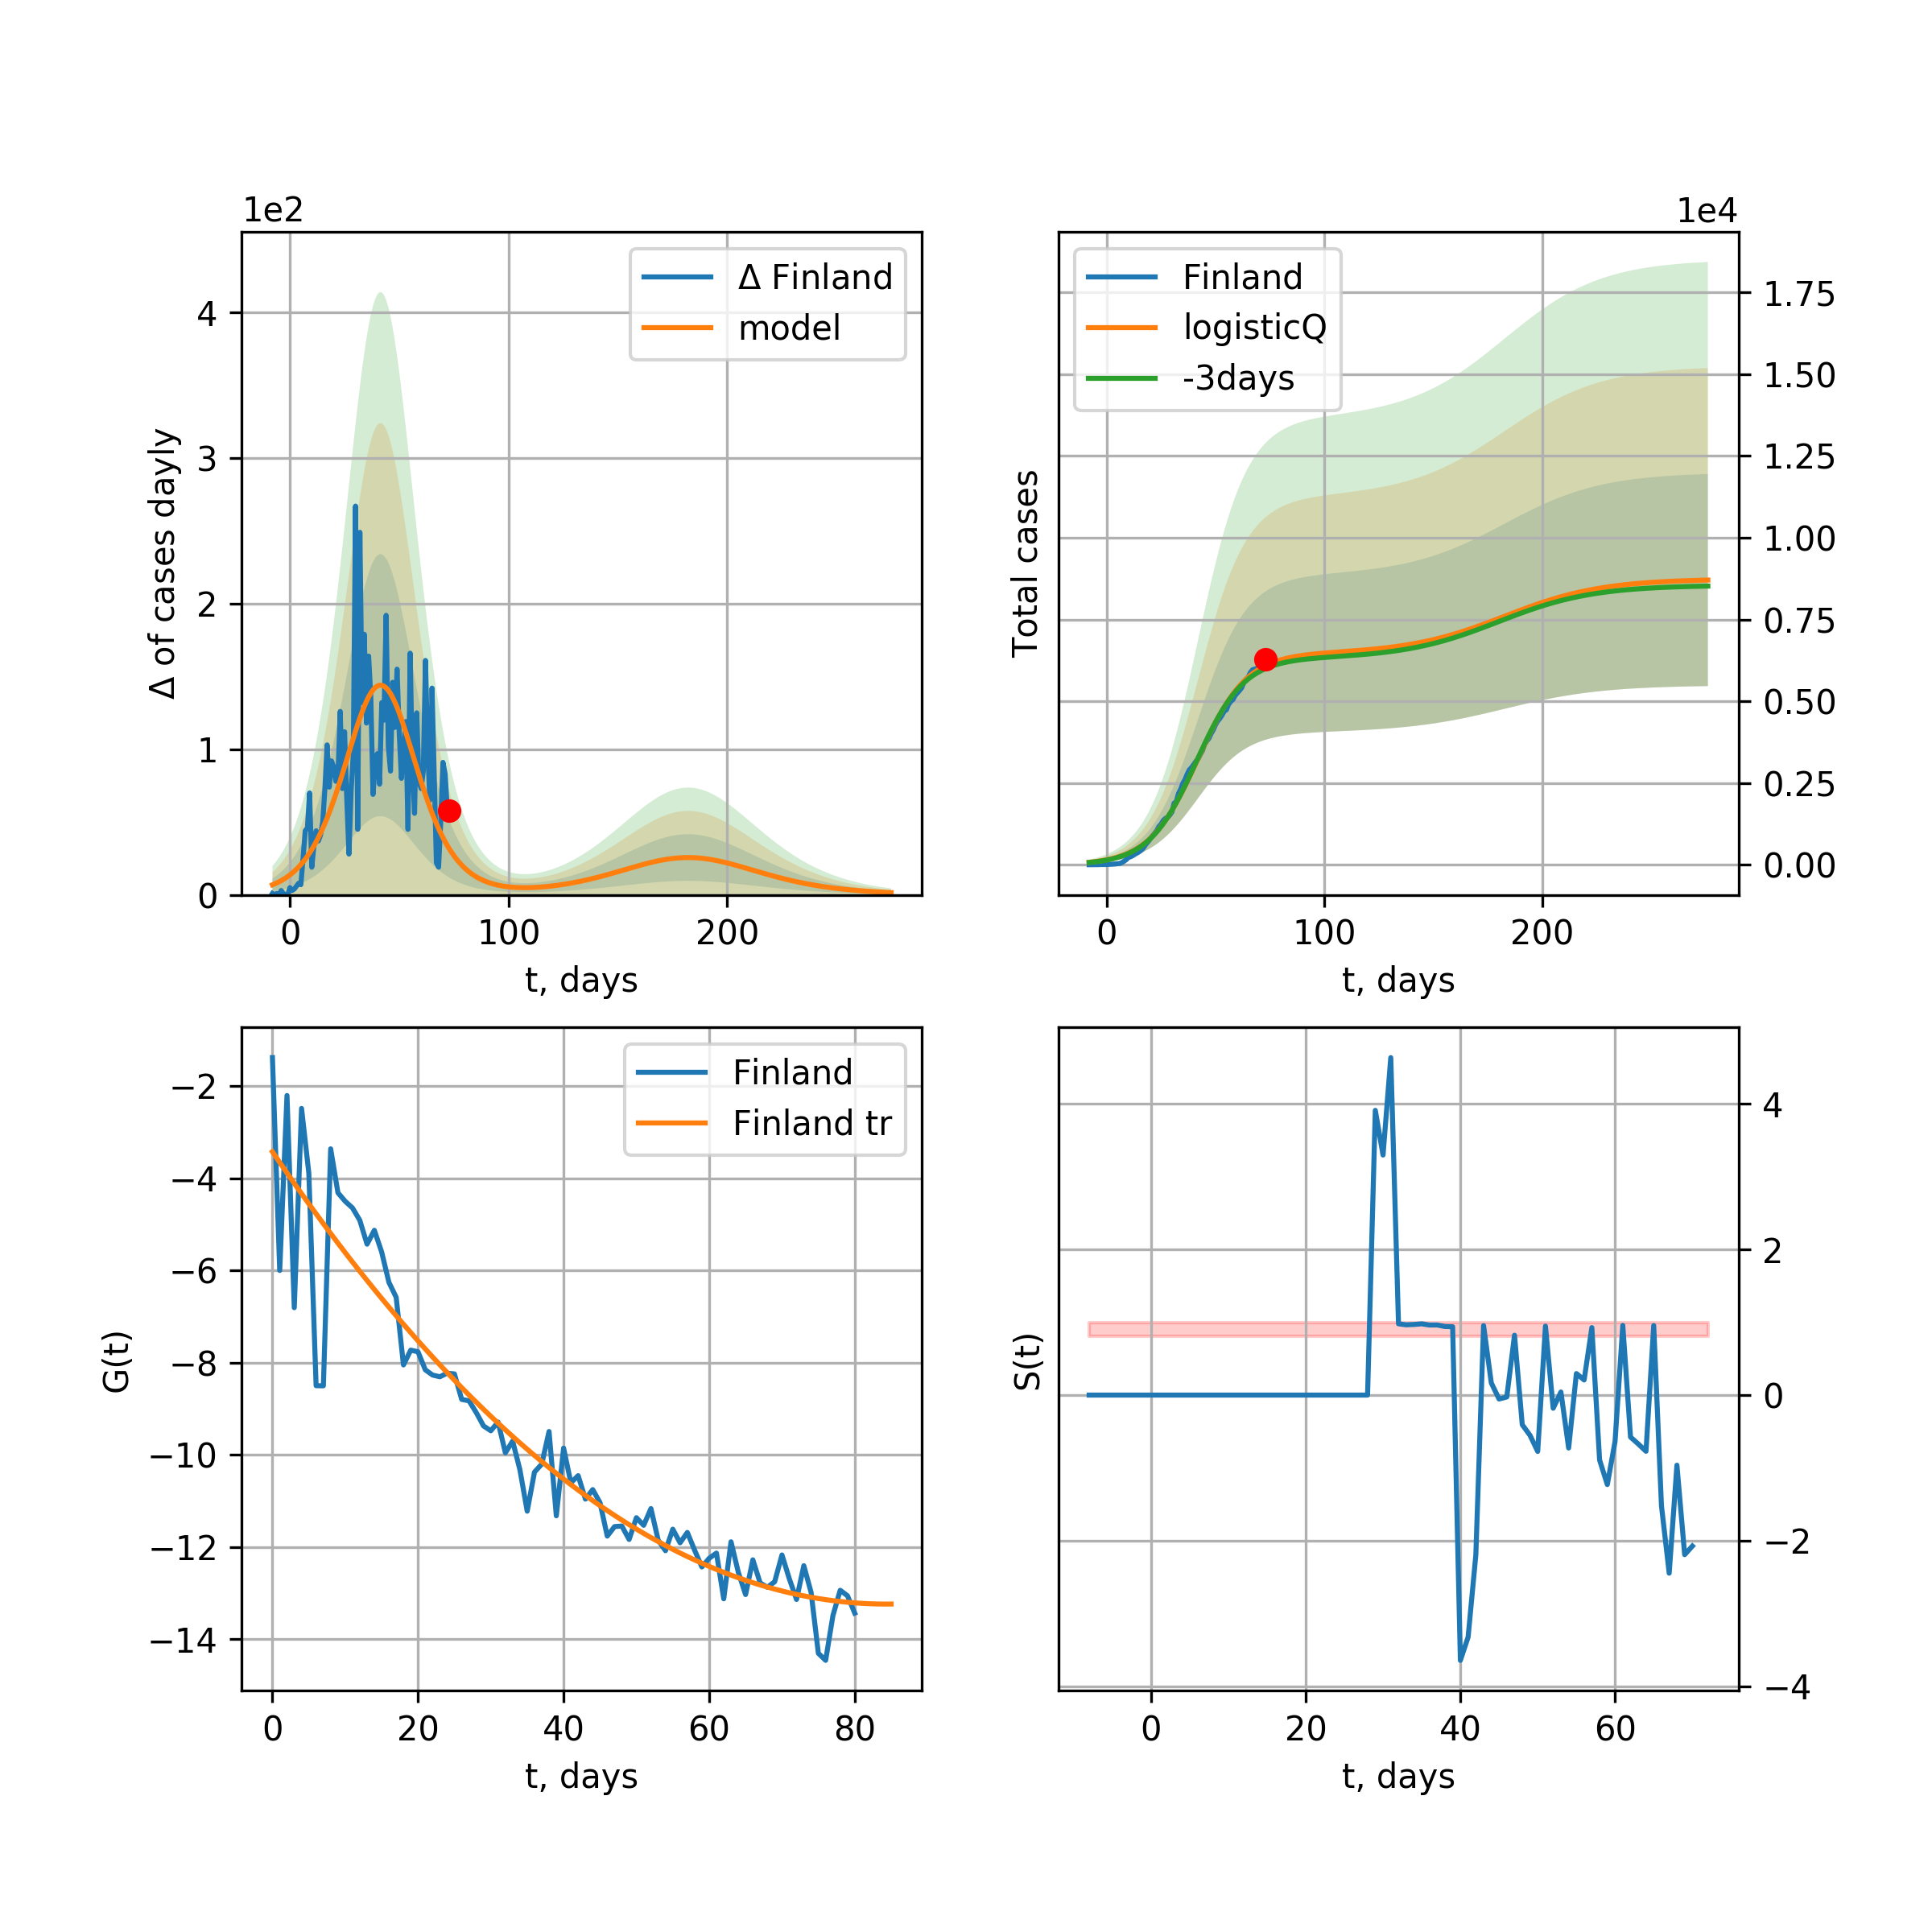 1e2
4
3
2
1
0
Δ of cases dayly
Δ Finland
model
0 100 200
t, days
1e4
Finland
logisticQ
-3days
Total cases
1.75
1.50
1.25
1.00
0.75
0.50
0.25
0.00
0 100 200
t, days
−2
−4
−6
−8
−10
−12
−14
G(t)
Finland
Finland tr
0 20 40 60 80
t, days
S(t)
4
2
0
−2
−4
0 20 40 60
t, days